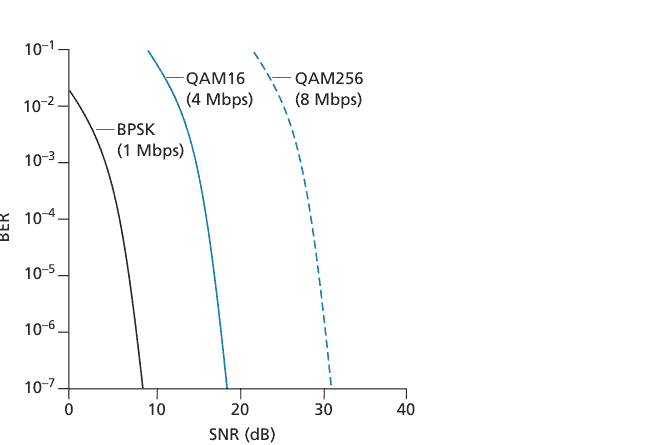 10⁻¹
10⁻²
10⁻³
10⁻⁴
10⁻⁵
10⁻⁶
10⁻⁷
BER
QAM16
(4 Mbps)
QAM256
(8 Mbps)
BPSK
(1 Mbps)
0
10
20
30
40
SNR (dB)